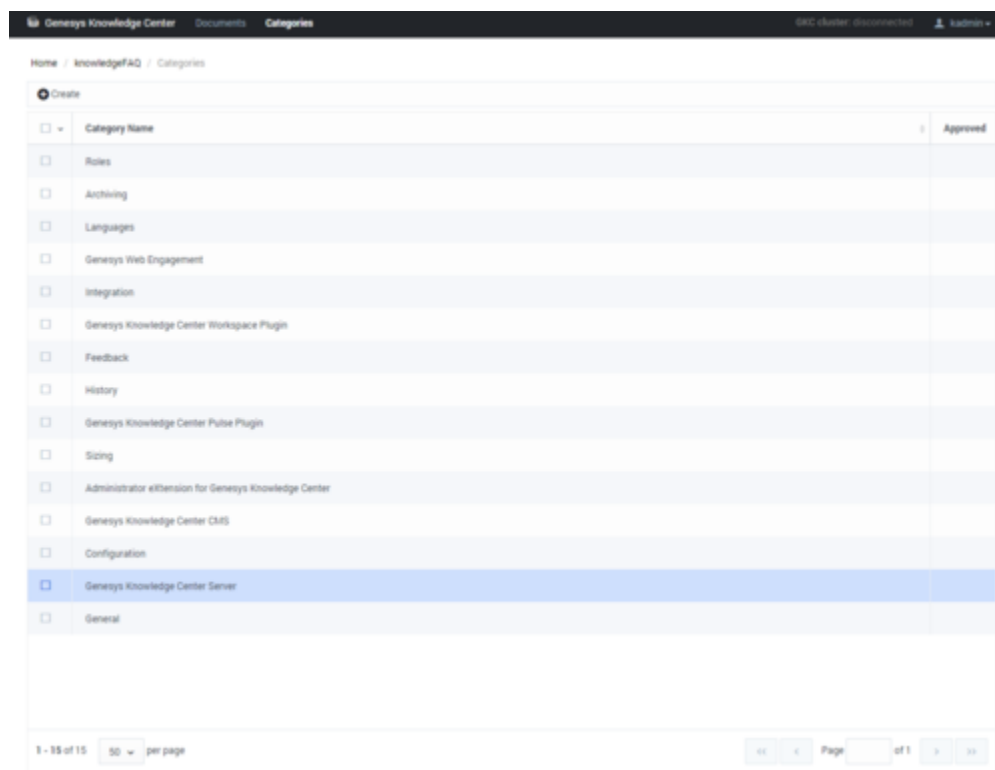 Genesys Knowledge Center Documents Categories GKC cluster: disconnected kadmin
Home / knowledgeFAQ / Categories
Create
Category Name Approved
Roles
Archiving
Languages
Genesys Web Engagement
Integration
Genesys Knowledge Center Workspace Plugin
Feedback
History
Genesys Knowledge Center Pulse Plugin
Sizing
Administrator eXtension for Genesys Knowledge Center
Genesys Knowledge Center CMS
Configuration
Genesys Knowledge Center Server
General
1 - 15 of 15 50 per page Page of 1